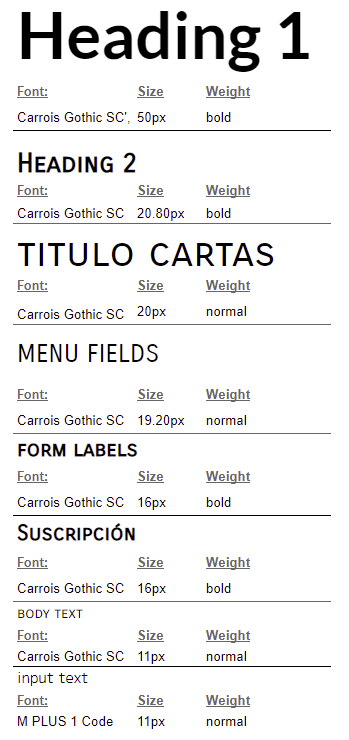 Heading 1
Font: Size Weight
Carrois Gothic SC', 50px bold
Heading 2
Font: Size Weight
Carrois Gothic SC 20.80px bold
TITULO CARTAS
Font: Size Weight
Carrois Gothic SC 20px normal
MENU FIELDS
Font: Size Weight
Carrois Gothic SC 19.20px normal
FORM LABELS
Font: Size Weight
Carrois Gothic SC 16px bold
Suscripción
Font: Size Weight
Carrois Gothic SC 16px bold
BODY TEXT
Font: Size Weight
Carrois Gothic SC 11px normal
input text
Font: Size Weight
M PLUS 1 Code 11px normal